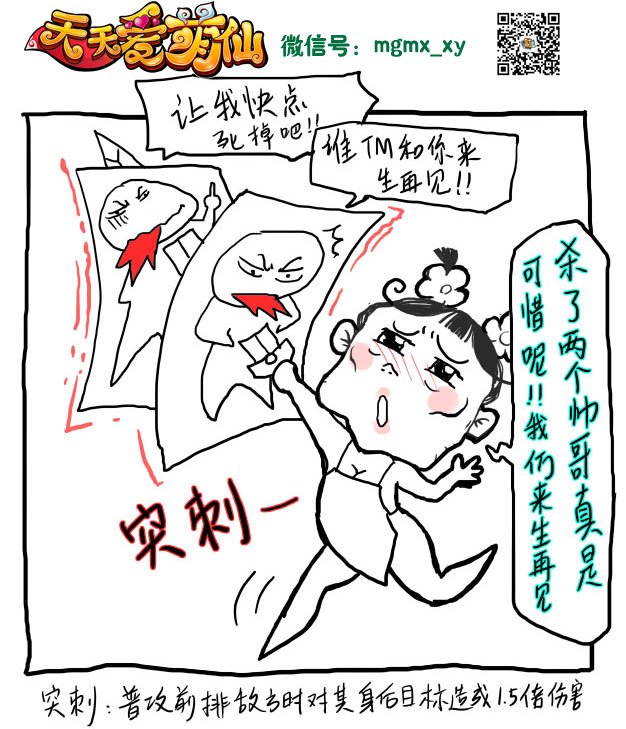 天天爱萌仙
微信号：mgmx_xy
让我快点
死掉吧!!
谁TM和你来
生再见!!
杀了两个帅哥真是
可惜呢!!我们来生再见
突刺一
突刺：普攻前排敌方时对其身后目标造成1.5倍伤害